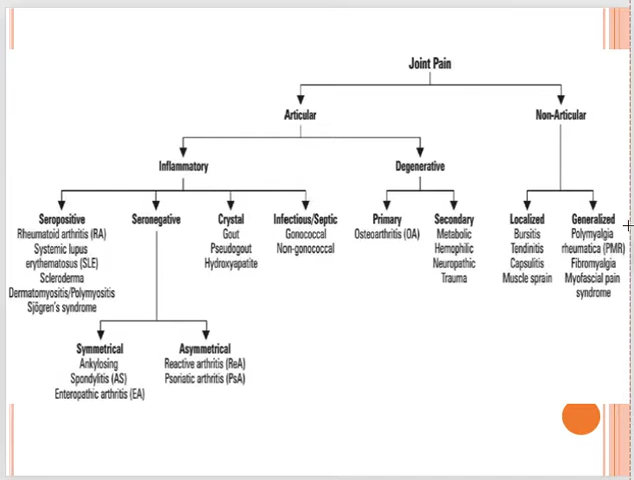 Joint Pain
Articular
Non-Articular
Inflammatory
Degenerative
Seropositive
Rheumatoid arthritis (RA)
Systemic lupus
erythematosus (SLE)
Scleroderma
Dermatomyositis/Polymyositis
Sjögren's syndrome
Seronegative
Crystal
Gout
Pseudogout
Hydroxyapatite
Infectious/Septic
Gonococcal
Non-gonococcal
Primary
Osteoarthritis (OA)
Secondary
Metabolic
Hemophilic
Neuropathic
Trauma
Localized
Bursitis
Tendinitis
Capsulitis
Muscle sprain
Generalized
Polymyalgia
rheumatica (PMR)
Fibromyalgia
Myofascial pain
syndrome
Symmetrical
Ankylosing
Spondylitis (AS)
Enteropathic arthritis (EA)
Asymmetrical
Reactive arthritis (ReA)
Psoriatic arthritis (PsA)